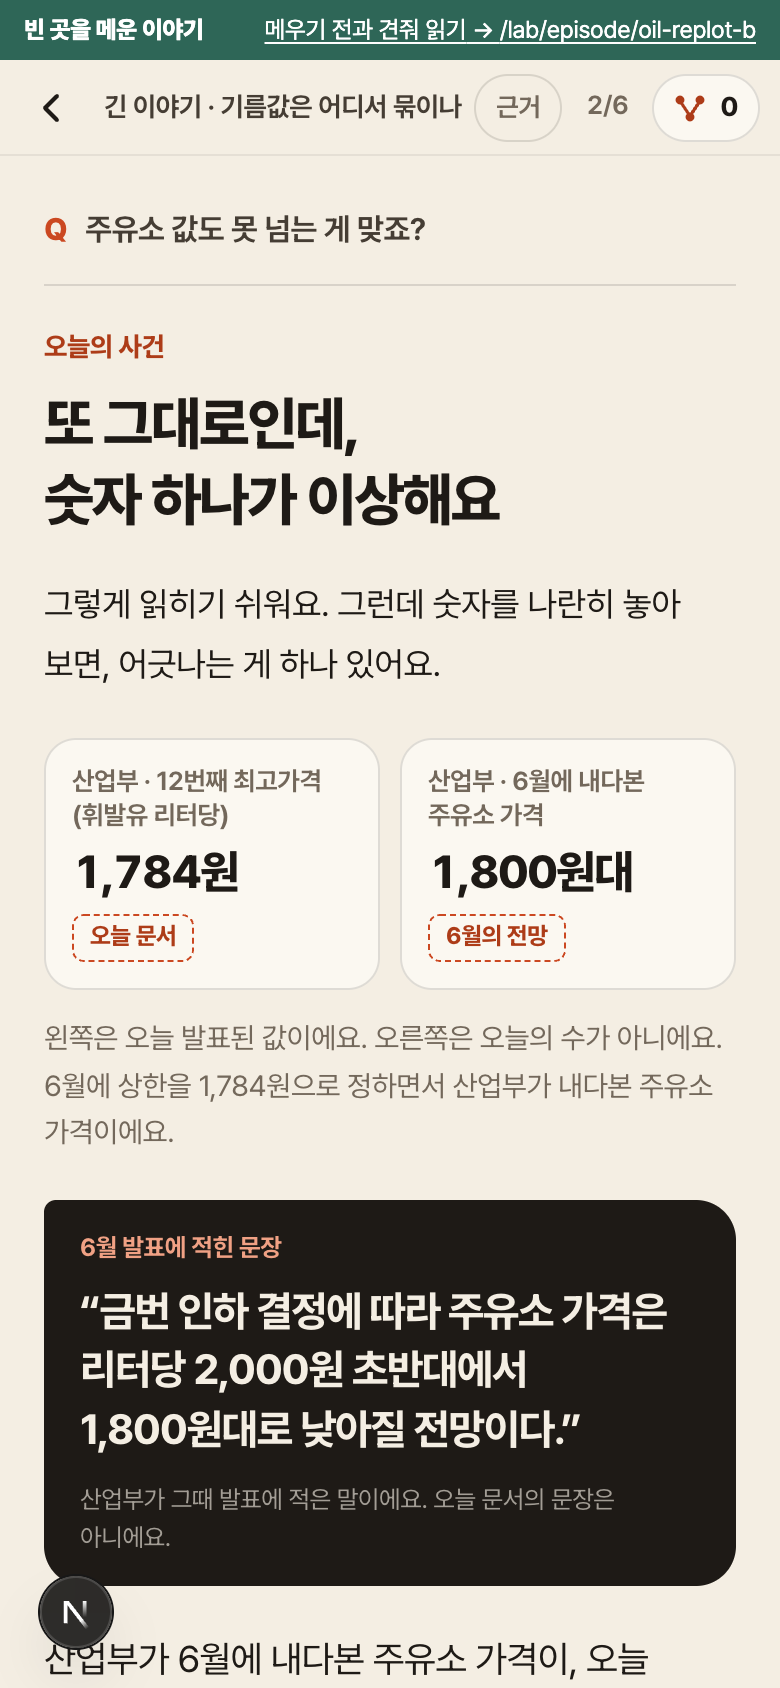 빈 곳을 메운 이야기
메우기 전과 견줘 읽기 → /lab/episode/oil-replot-b
긴 이야기 · 기름값은 어디서 묶이나
근거
2/6
0
Q 주유소 값도 못 넘는 게 맞죠?
오늘의 사건
또 그대로인데,
숫자 하나가 이상해요
그렇게 읽히기 쉬워요. 그런데 숫자를 나란히 놓아
보면, 어긋나는 게 하나 있어요.
산업부 · 12번째 최고가격
(휘발유 리터당)
1,784원
오늘 문서
산업부 · 6월에 내다본
주유소 가격
1,800원대
6월의 전망
왼쪽은 오늘 발표된 값이에요. 오른쪽은 오늘의 수가 아니에요.
6월에 상한을 1,784원으로 정하면서 산업부가 내다본 주유소
가격이에요.
6월 발표에 적힌 문장
“금번 인하 결정에 따라 주유소 가격은
리터당 2,000원 초반대에서
1,800원대로 낮아질 전망이다.”
산업부가 그때 발표에 적은 말이에요. 오늘 문서의 문장은
아니에요.
N
산업부가 6월에 내다본 주유소 가격이, 오늘